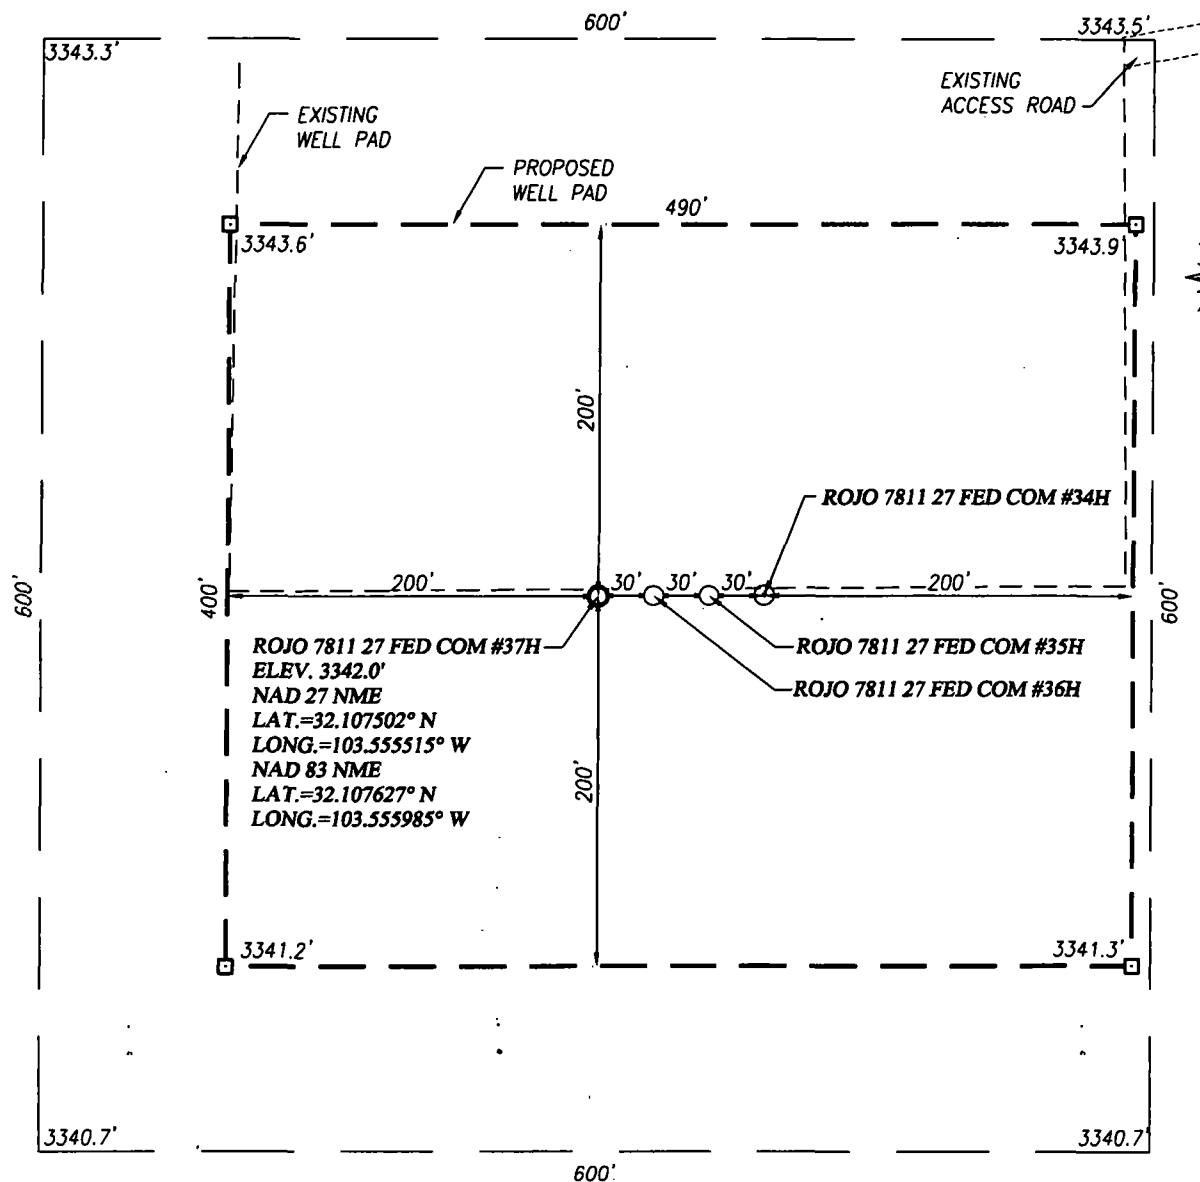 600'
3343.3'
3343.5'
EXISTING
WELL PAD
EXISTING
ACCESS ROAD
PROPOSED
WELL PAD
490'
3343.6'
3343.9'
200'
ROJO 7811 27 FED COM #34H
600'
400'
200'
30'
30'
30'
200'
600'
ROJO 7811 27 FED COM #37H
ELEV. 3342.0'
NAD 27 NME
LAT.=32.107502° N
LONG.=103.555515° W
NAD 83 NME
LAT.=32.107627° N
LONG.=103.555985° W
ROJO 7811 27 FED COM #35H
ROJO 7811 27 FED COM #36H
200'
3341.2'
3341.3'
3340.7'
3340.7'
600'